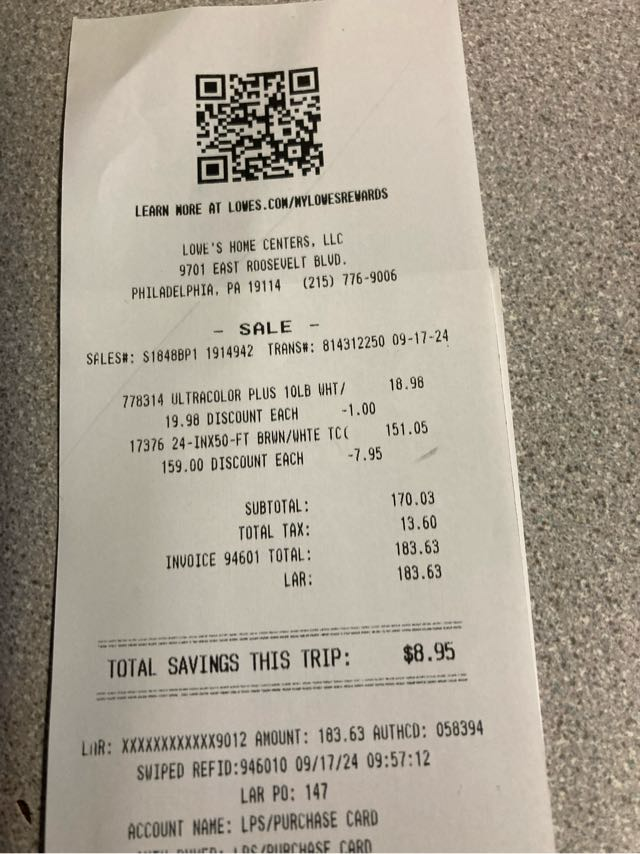 LEARN MORE AT LOWES.COM/MYLOWESREWARDS
LOWE'S HOME CENTERS, LLC
9701 EAST ROOSEVELT BLVD.
PHILADELPHIA, PA 19114 (215) 776-9006
- SALE -
SALES#: S1848BP1 1914942 TRANS#: 814312250 09-17-24
778314 ULTRACOLOR PLUS 10LB WHT/ 18.98
19.98 DISCOUNT EACH -1.00
17376 24-INX50-FT BRWN/WHTE TC( 151.05
159.00 DISCOUNT EACH -7.95
SUBTOTAL: 170.03
TOTAL TAX: 13.60
INVOICE 94601 TOTAL: 183.63
LAR: 183.63
TOTAL SAVINGS THIS TRIP: $8.95
LAR: XXXXXXXXXXXX9012 AMOUNT: 183.63 AUTHCD: 058394
SWIPED REFID:946010 09/17/24 09:57:12
LAR PO: 147
ACCOUNT NAME: LPS/PURCHASE CARD
LPS/PURCHASE CARD